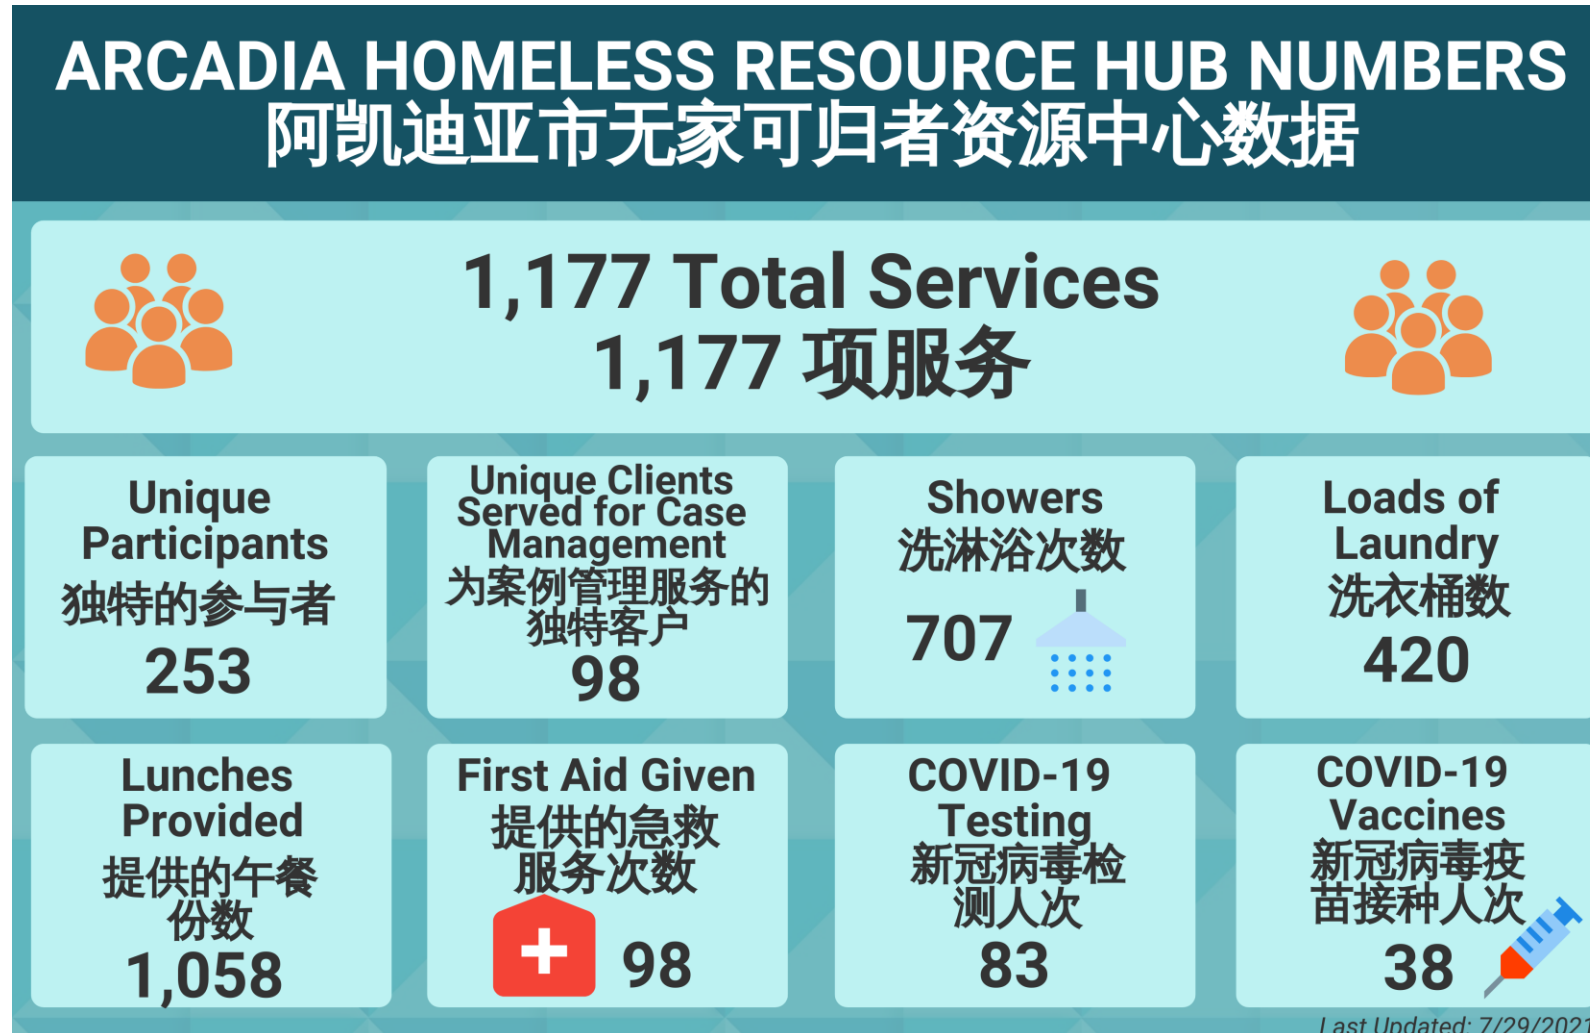 ARCADIA HOMELESS RESOURCE HUB NUMBERS
阿凯迪亚市无家可归者资源中心数据
1,177 Total Services
1,177 项服务
Unique
Participants
独特的参与者
253
Unique Clients
Served for Case
Management
为案例管理服务的
独特客户
98
Showers
洗淋浴次数
707
Loads of
Laundry
洗衣桶数
420
Lunches
Provided
提供的午餐
份数
1,058
First Aid Given
提供的急救
服务次数
98
COVID-19
Testing
新冠病毒检
测人次
83
COVID-19
Vaccines
新冠病毒疫
苗接种人次
38
Last Updated: 7/29/2021